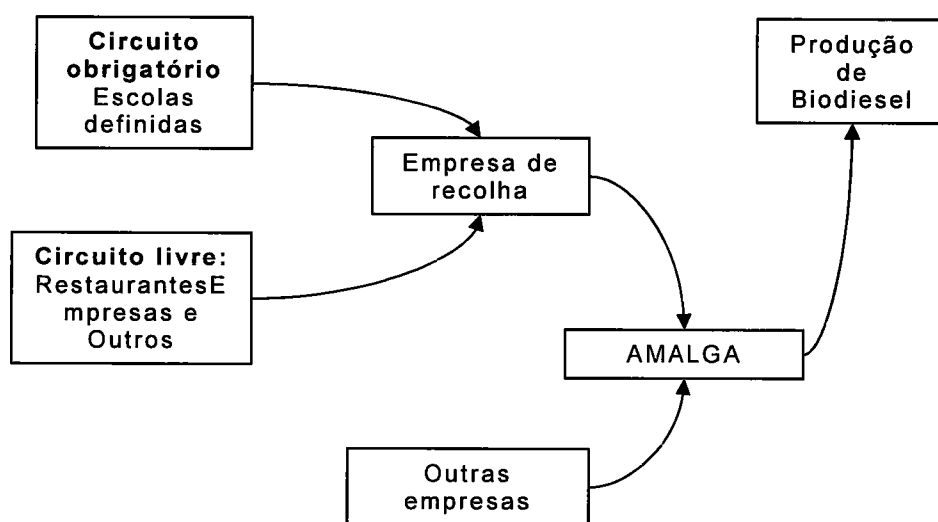 Circuito
obrigatório
Escolas
definidas
Produção
de
Biodiesel
Empresa de
recolha
Circuito livre:
RestaurantesE
mpresas e
Outros
AMALGA
Outras
empresas